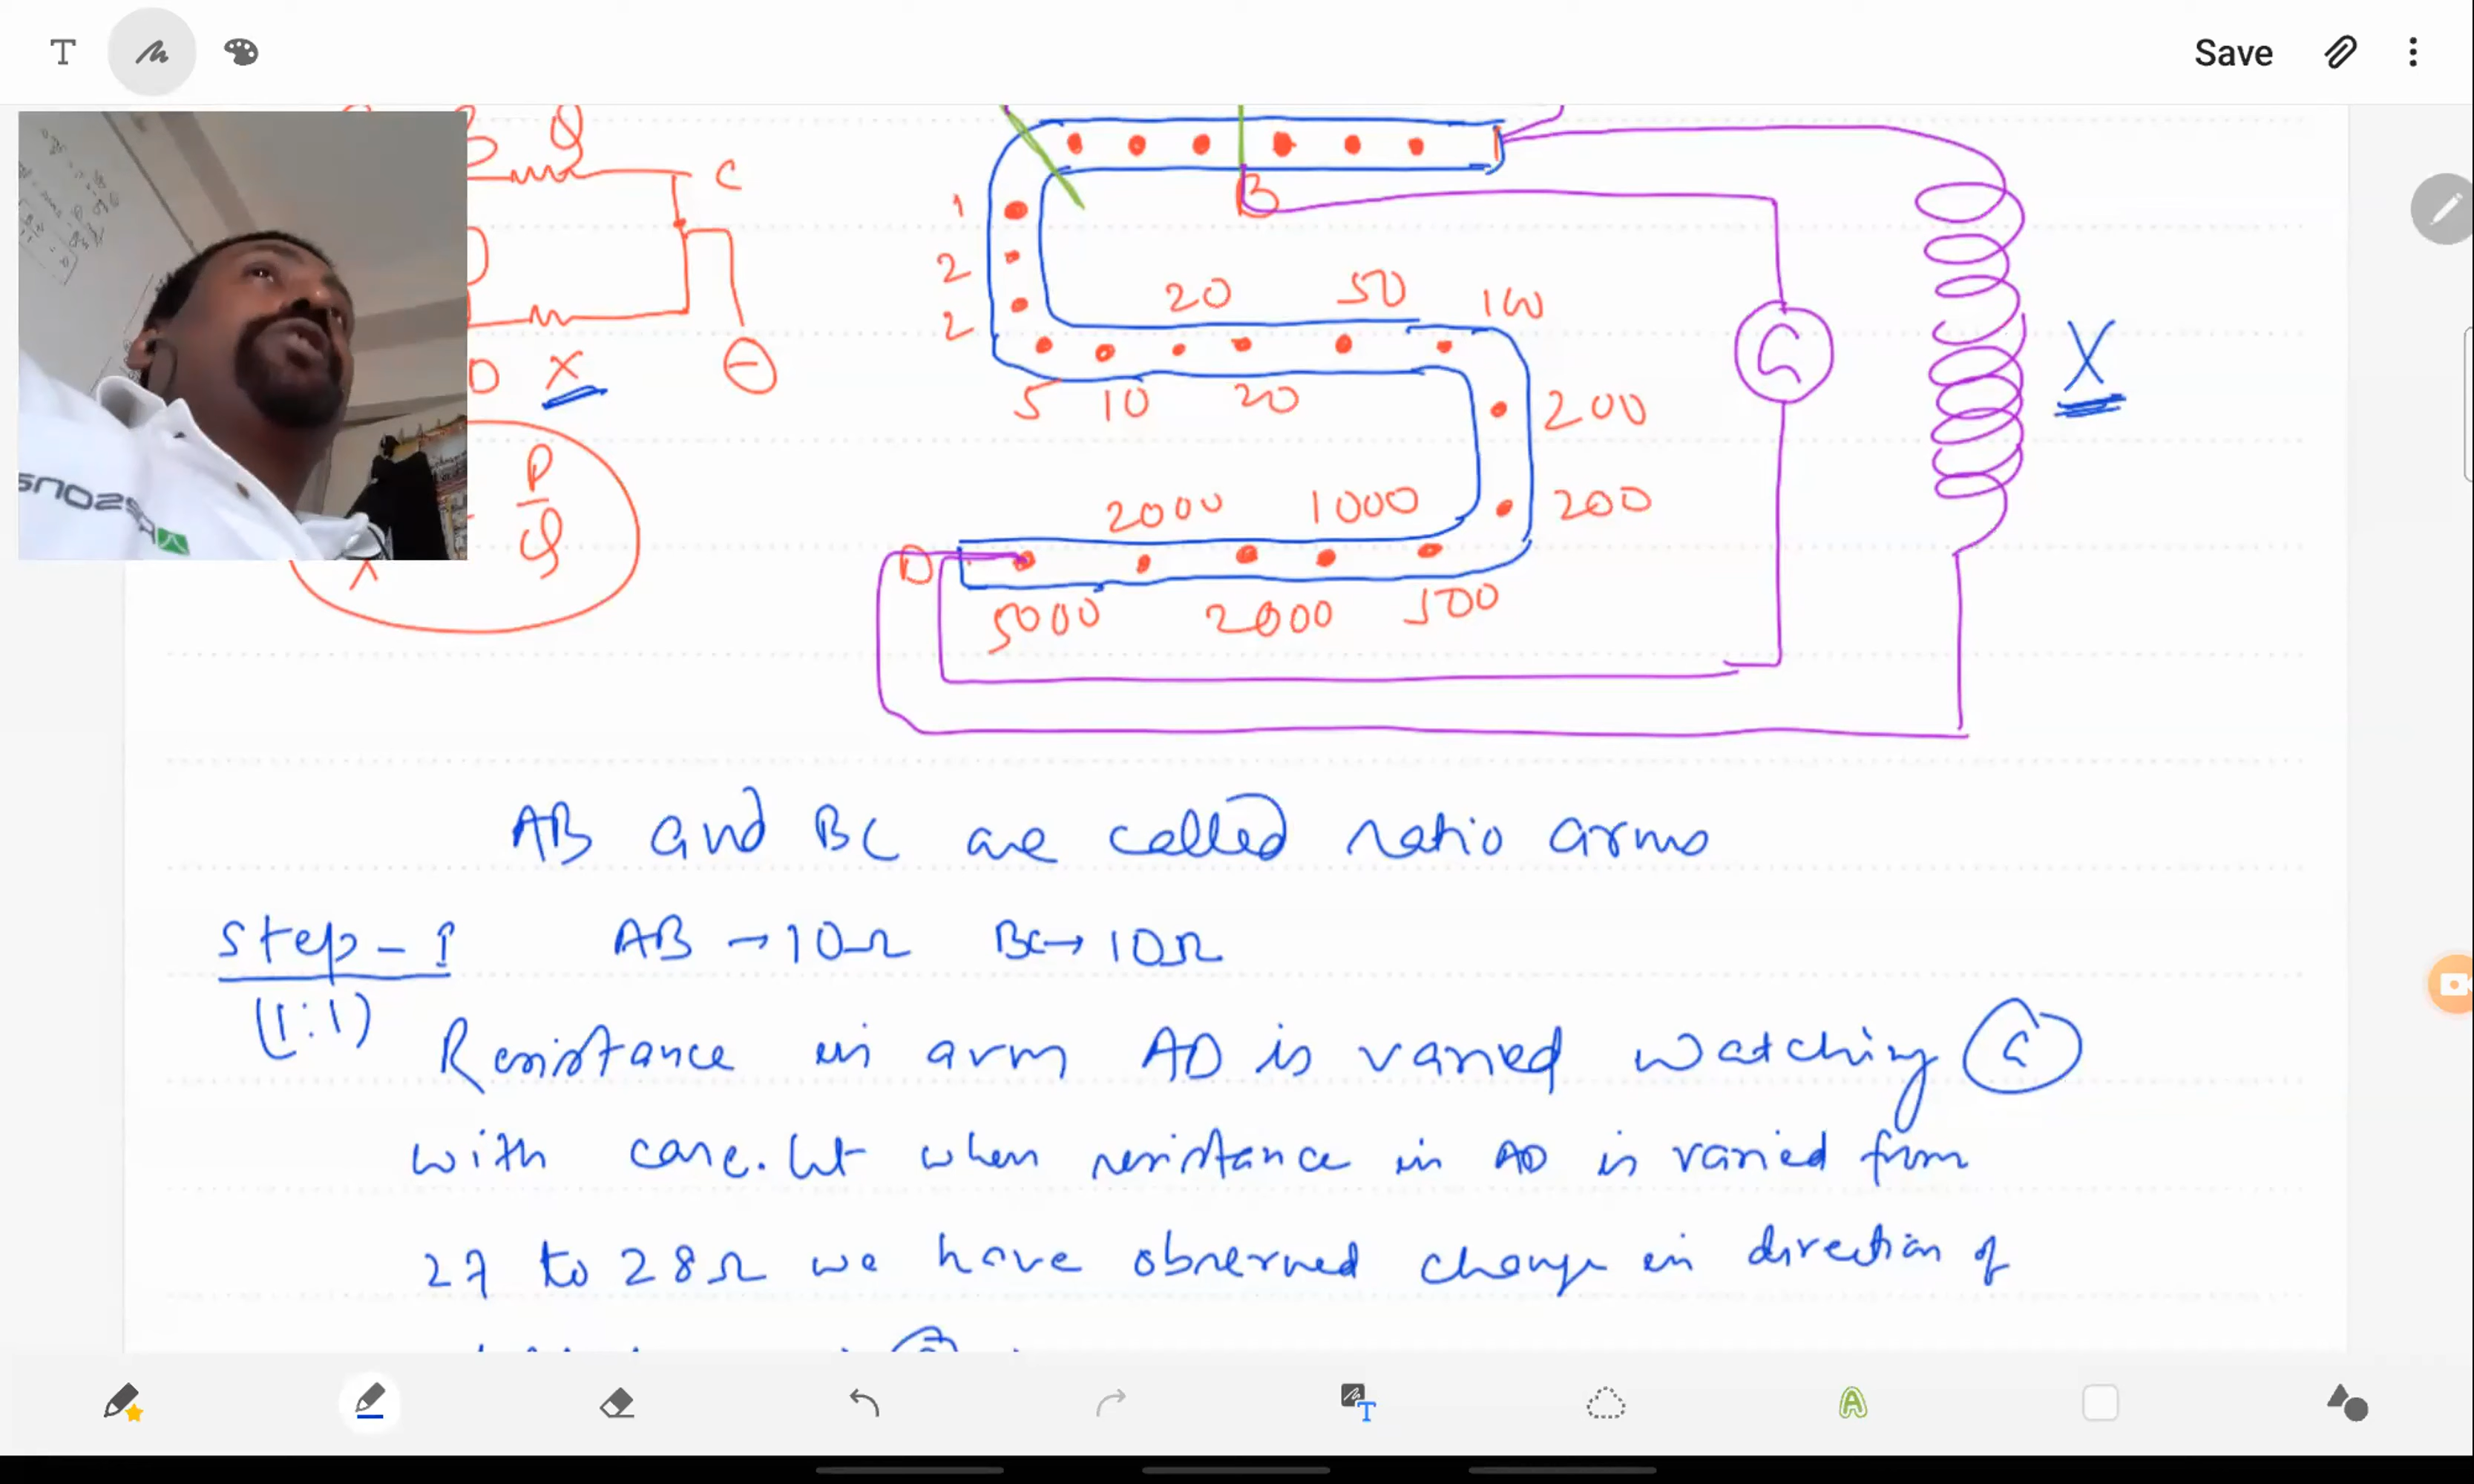 Save
Q
C
B
1
2
2
20 50 100
5 10 20
G
X
200
X
P
Q
X
2000 1000 200
D
5000 2000 500
AB and BC are called ratio arms
Step - 1 AB → 10Ω BC → 10Ω
(1:1) Resistance in arm AD is varied watching G
with care. let when resistance in AD is varied from
27 to 28Ω we have observed change in direction of